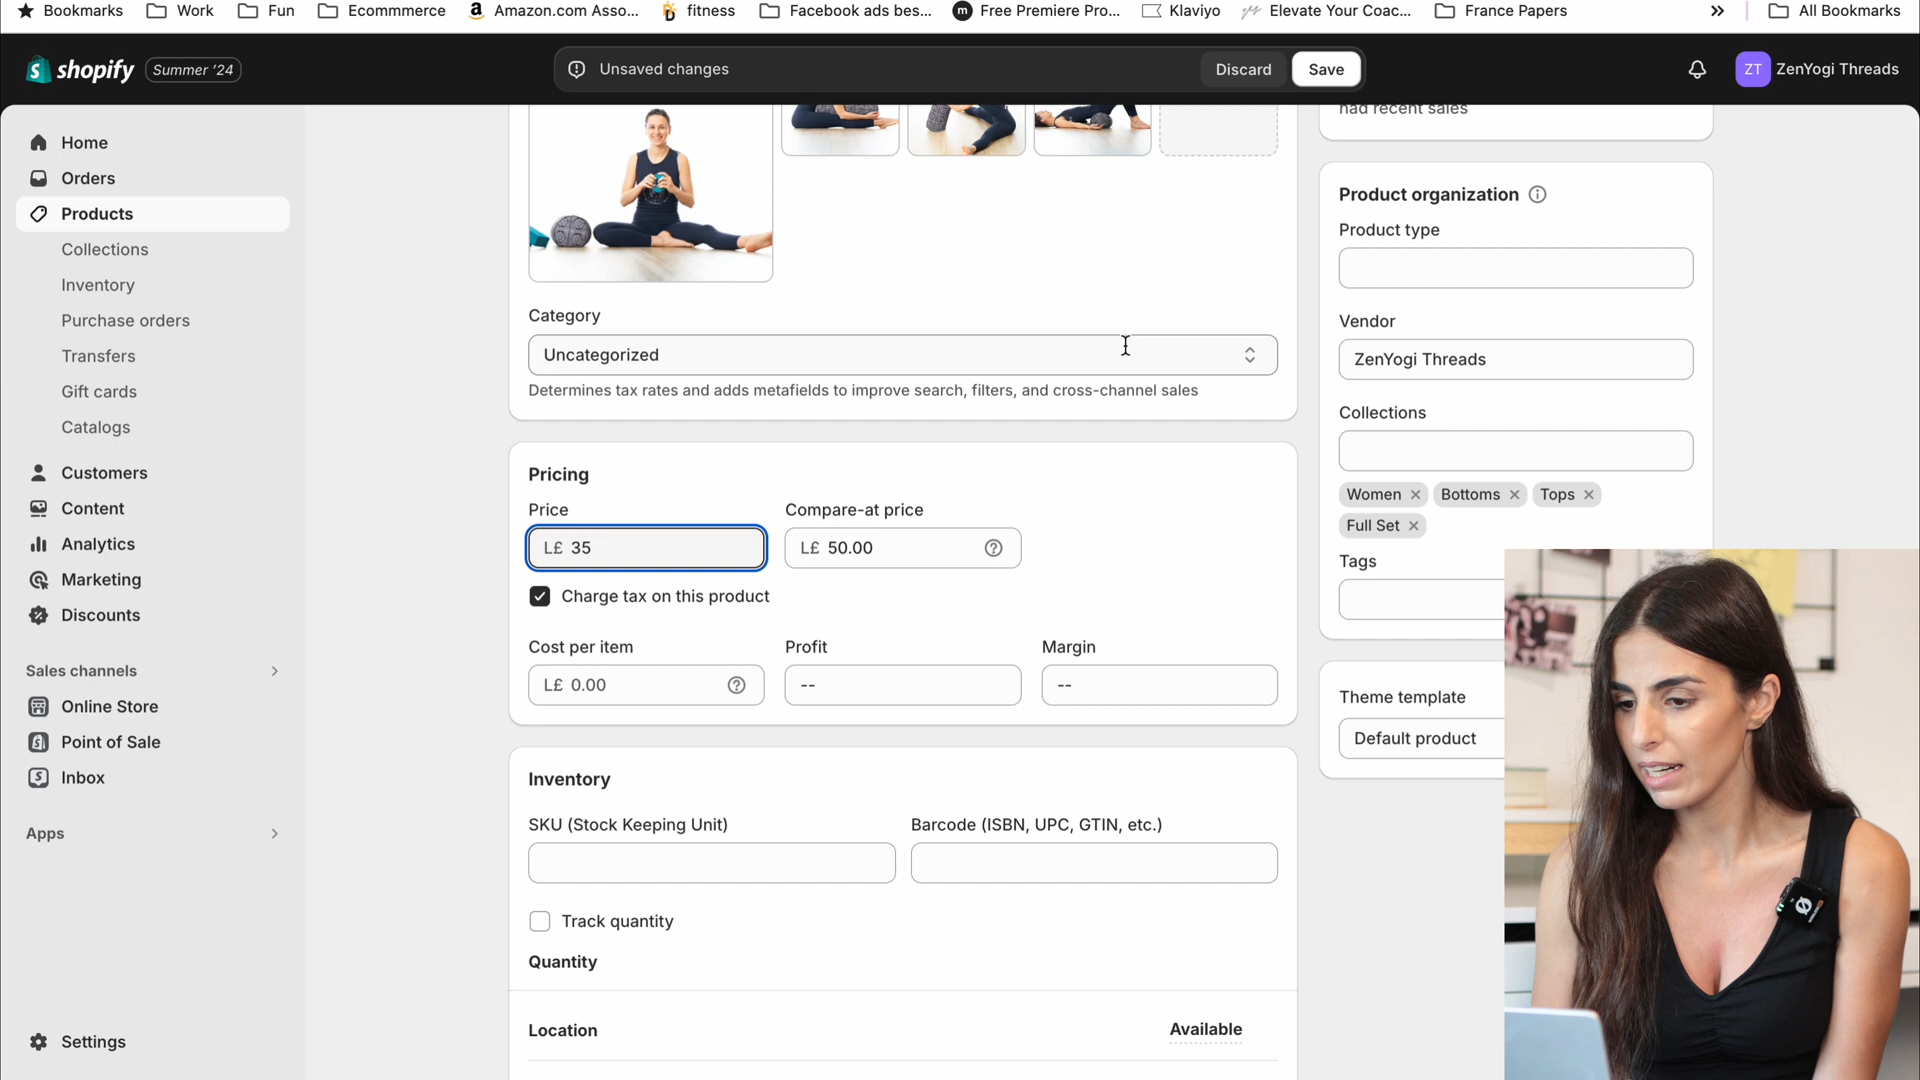 Bookmarks Work Fun Ecommmerce Amazon.com Asso... fitness Facebook ads bes... Free Premiere Pro... Klaviyo Elevate Your Coac... France Papers » All Bookmarks
shopify Summer '24 Unsaved changes Discard Save ZT ZenYogi Threads
had recent sales
Home
Orders
Products
Collections
Inventory
Purchase orders
Transfers
Gift cards
Catalogs
Customers
Content
Analytics
Marketing
Discounts
Sales channels
Online Store
Point of Sale
Inbox
Apps
Settings
Category
Uncategorized
Determines tax rates and adds metafields to improve search, filters, and cross-channel sales
Pricing
Price Compare-at price
L£ 35 L£ 50.00
Charge tax on this product
Cost per item Profit Margin
L£ 0.00 -- --
Inventory
SKU (Stock Keeping Unit) Barcode (ISBN, UPC, GTIN, etc.)
Track quantity
Quantity
Location Available
Product organization
Product type
Vendor
ZenYogi Threads
Collections
Women Bottoms Tops
Full Set
Tags
Theme template
Default product